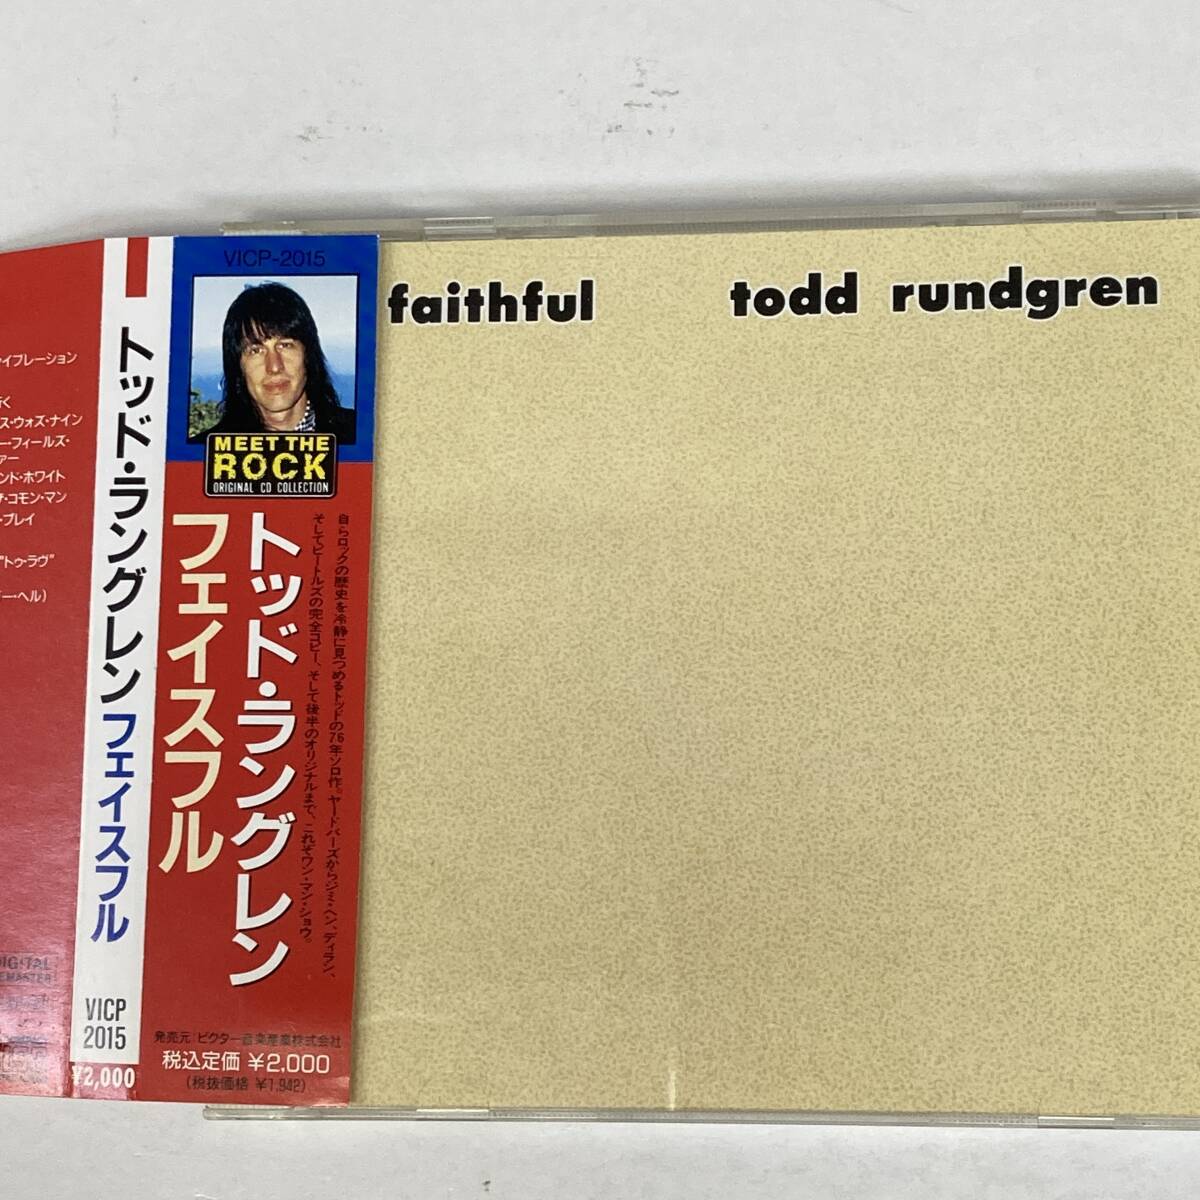 faithful
todd rundgren
VICP-2015
MEET THE
ROCK
ORIGINAL CD COLLECTION
自らロックの歴史を冷静に見つめるトッドの76年ソロ作。ヤードバーズからジミ・ヘン、ディラン、
そしてビートルズの完全コピー、そして後半のオリジナルまで、これぞワン・マン・ショウ。
トッド・ラングレン
フェイスフル
発売元:ビクター音楽産業株式会社
税込定価 ¥2,000
(税抜価格 ¥1,942)
トッド・ラングレン フェイスフル
VICP
2015
¥2,000
ァイブレーション
行く
ス・ウォズ・ナイン
ー・フィールズ・
ァー
ンド・ホワイト
ザ・コモン・マン
・プレイ
"トゥ・ラヴ"
ー・ヘル)
DIGITAL
REMASTER